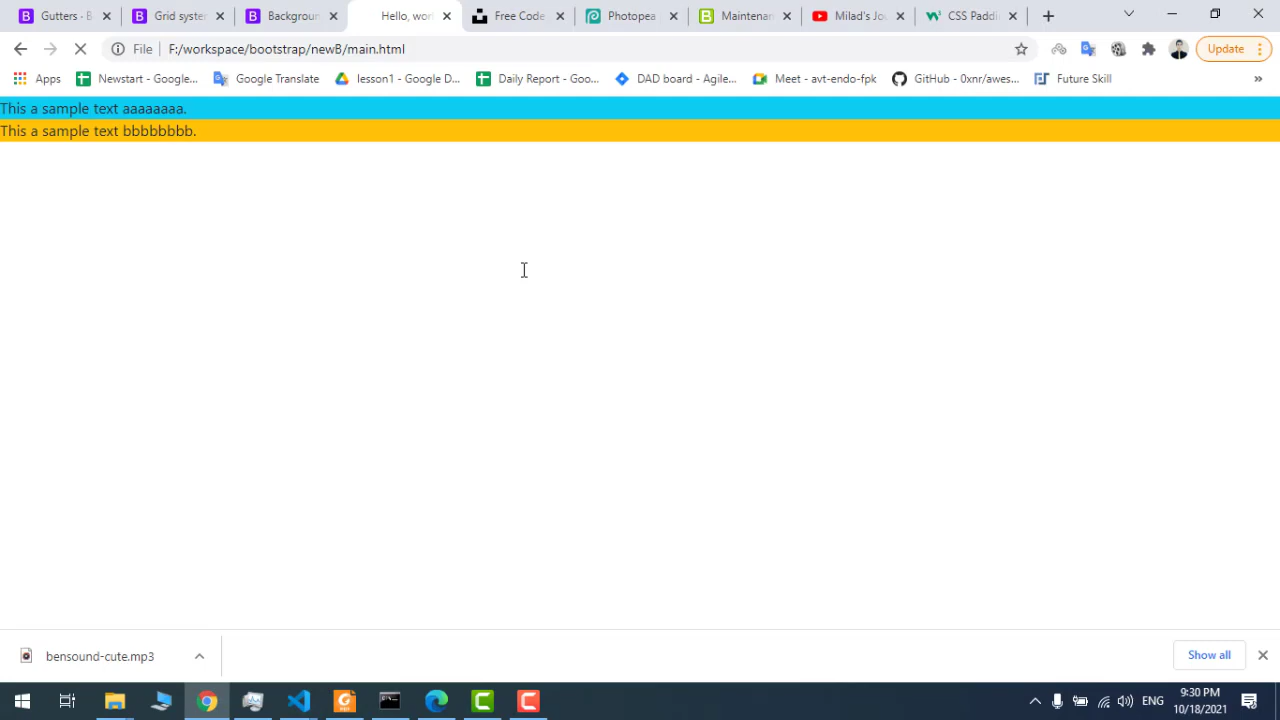 Gutters - B
Grid syste
Backgroun
Hello, worl
Free Code
Photopea
Maintenan
Milad's Jou
CSS Paddi
File
F:/workspace/bootstrap/newB/main.html
Update
Apps
Newstart - Google...
Google Translate
lesson1 - Google D...
Daily Report - Goo...
DAD board - Agile...
Meet - avt-endo-fpk
GitHub - 0xnr/awes...
Future Skill
»
This a sample text aaaaaaaa.
This a sample text bbbbbbbb.
bensound-cute.mp3
Show all
ENG
9:30 PM
10/18/2021